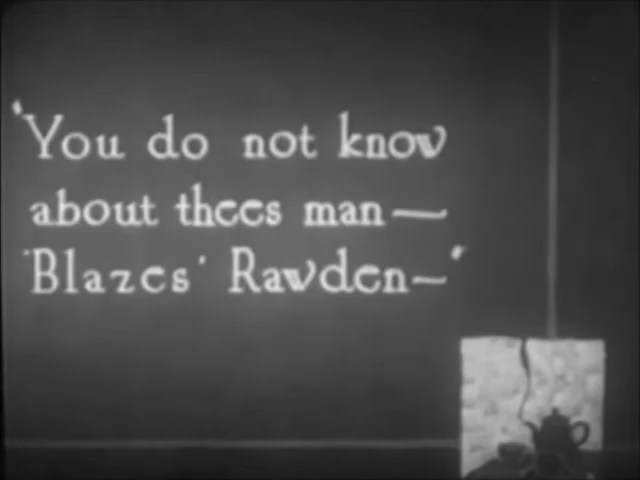 "You do not know
about thees man—
'Blazes' Rawden—"